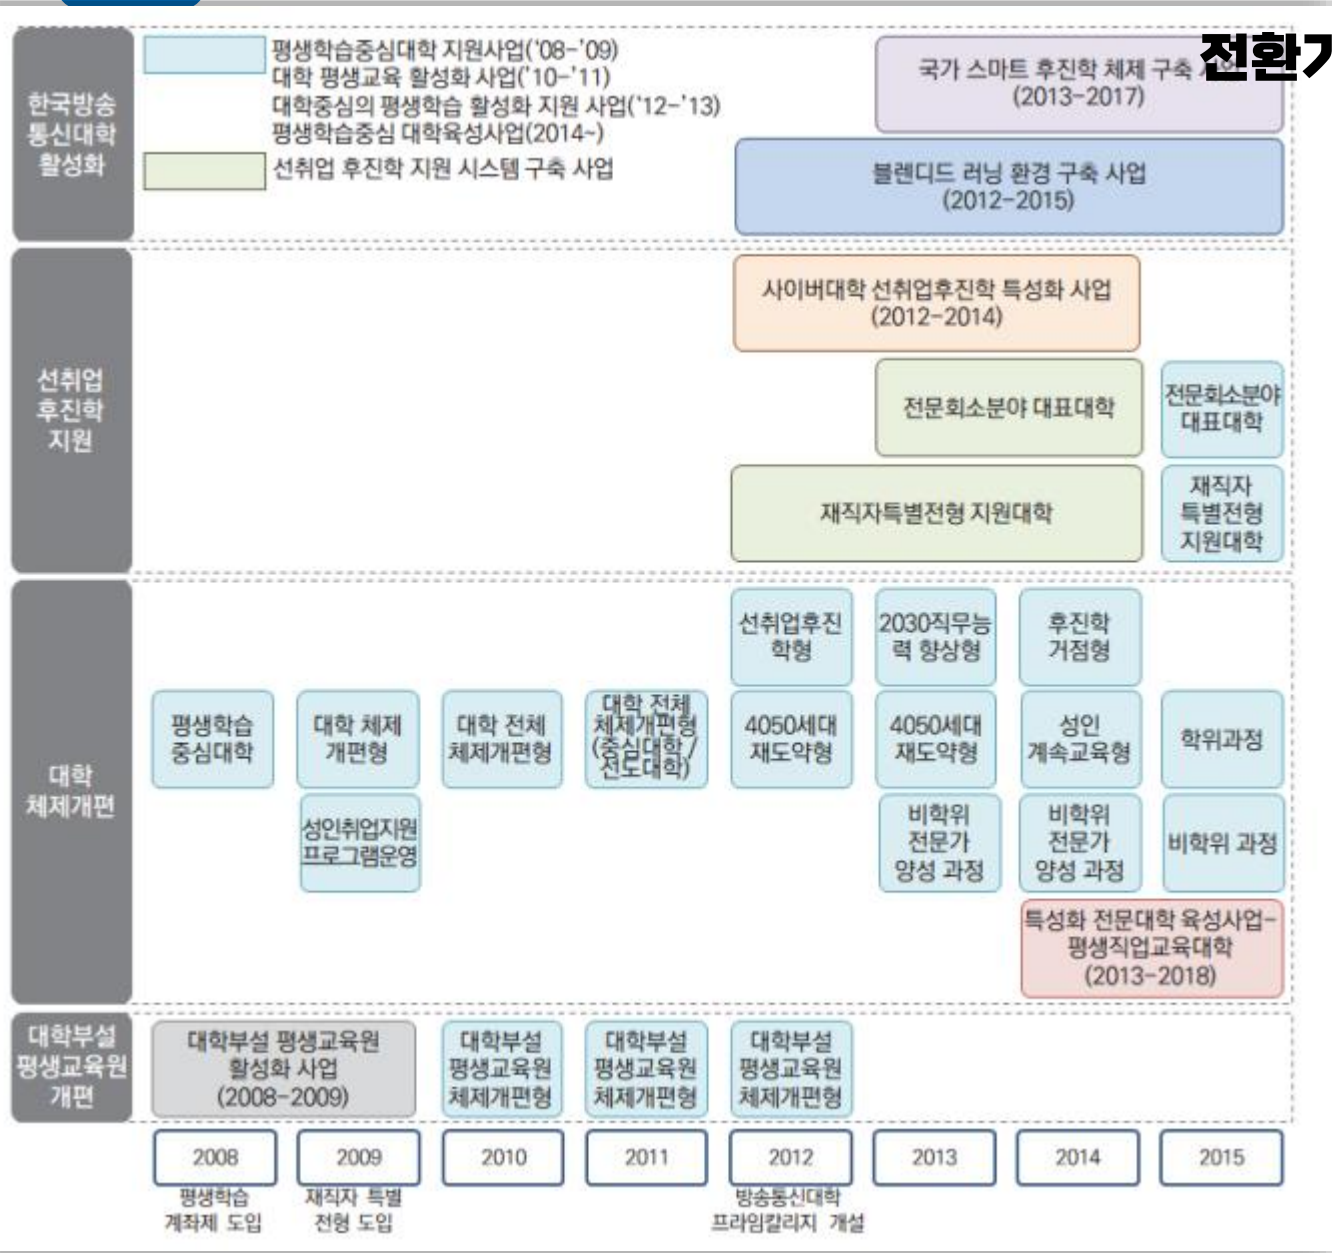 전환기
한국방송
통신대학
활성화
평생학습중심대학 지원사업('08-'09)
대학 평생교육 활성화 사업('10-'11)
대학중심의 평생학습 활성화 지원 사업('12-'13)
평생학습중심 대학육성사업(2014~)
선취업 후진학 지원 시스템 구축 사업
국가 스마트 후진학 체제 구축
(2013-2017)
블렌디드 러닝 환경 구축 사업
(2012-2015)
선취업
후진학
지원
사이버대학 선취업후진학 특성화 사업
(2012-2014)
전문회소분야 대표대학
전문회소분야
대표대학
재직자특별전형 지원대학
재직자
특별전형
지원대학
대학
체제개편
선취업후진
학형
2030직무능
력 향상형
후진학
거점형
평생학습
중심대학
대학 체제
개편형
대학 전체
체제개편형
대학 전체
체제개편형
(중심대학 /
선도대학)
4050세대
재도약형
4050세대
재도약형
성인
계속교육형
학위과정
성인취업지원
프로그램운영
비학위
전문가
양성 과정
비학위
전문가
양성 과정
비학위 과정
특성화 전문대학 육성사업-
평생직업교육대학
(2013-2018)
대학부설
평생교육원
개편
대학부설 평생교육원
활성화 사업
(2008-2009)
대학부설
평생교육원
체제개편형
대학부설
평생교육원
체제개편형
대학부설
평생교육원
체제개편형
2008
2009
2010
2011
2012
2013
2014
2015
평생학습
계좌제 도입
재직자 특별
전형 도입
방송통신대학
프라임칼리지 개설